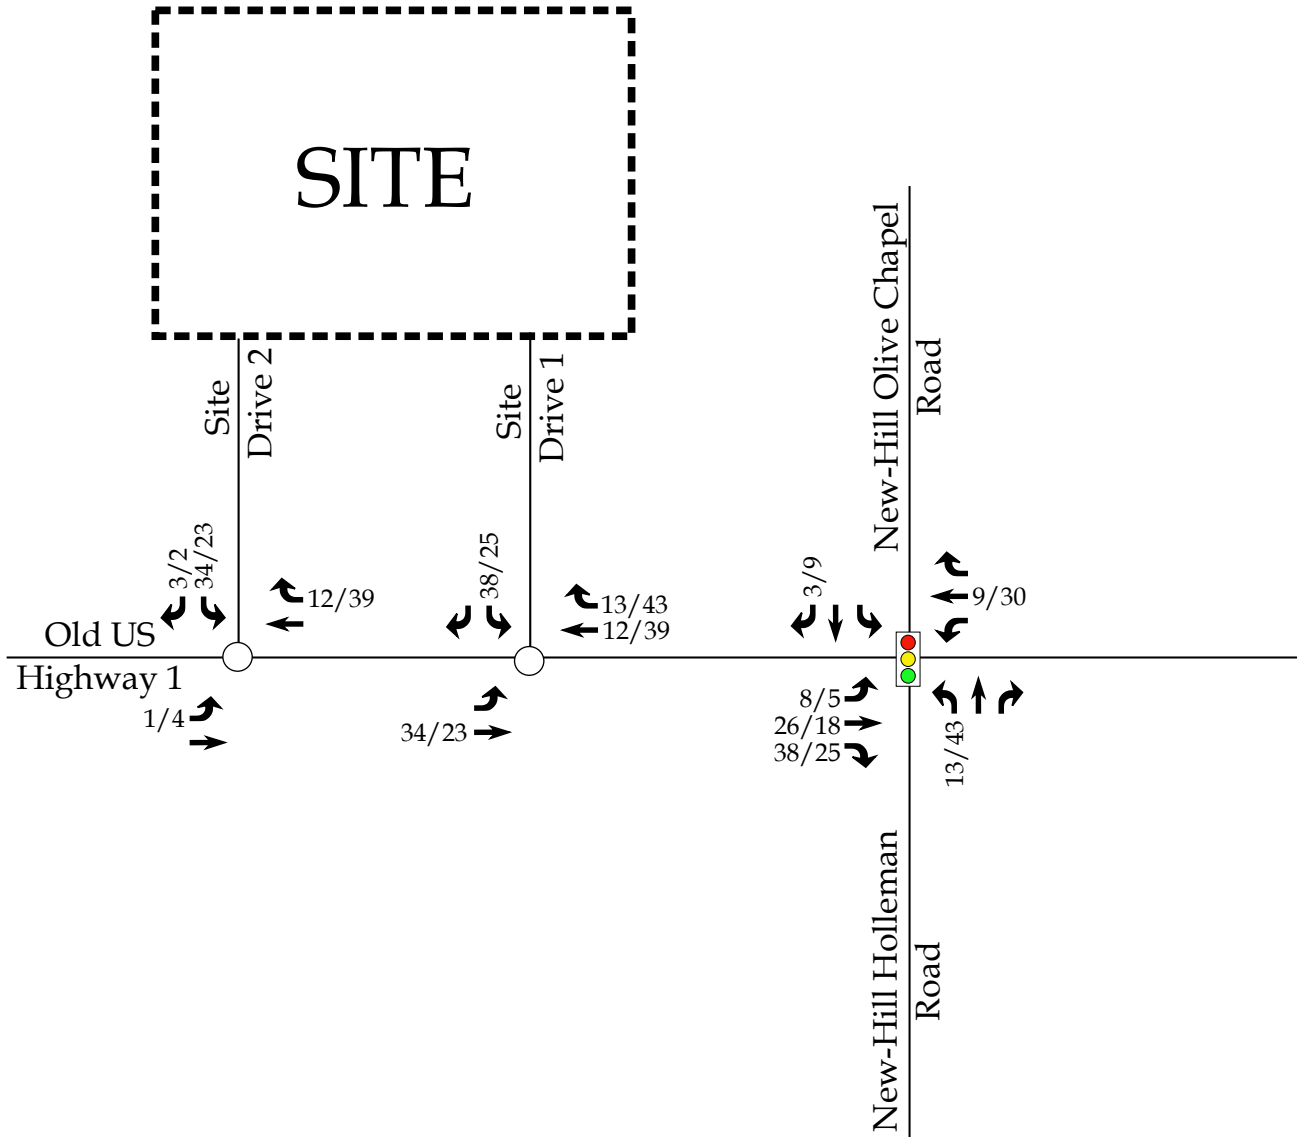 SITE
Site
Drive 2
Site
Drive 1
New-Hill Olive Chapel
Road
3/2
34/23
12/39
38/25
13/43
12/39
3/9
9/30
Old US
Highway 1
1/4
34/23
8/5
26/18
38/25
13/43
New-Hill Holleman
Road